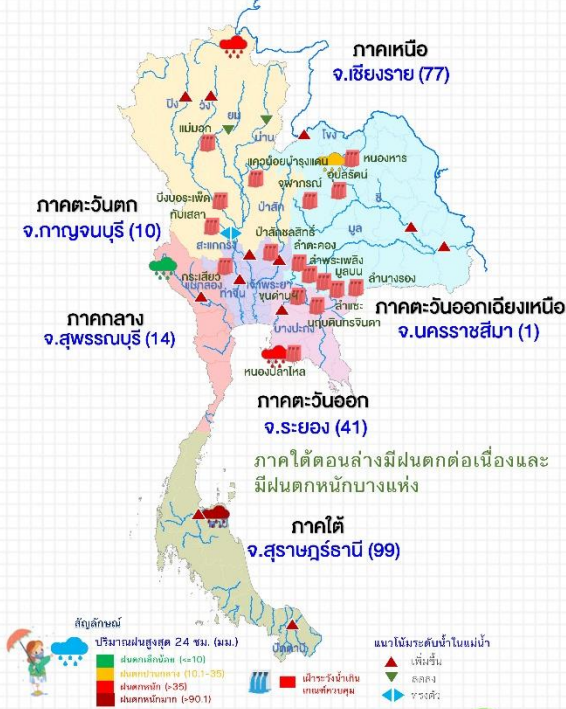 ภาคเหนือ
จ.เชียงราย (77)
ปิง
วัง
ยม
น่าน
แม่มอก
โขง
แควน้อยบำรุงแดน
หนองหาร
อุบลรัตน์
จุฬาภรณ์
ภาคตะวันตก
จ.กาญจนบุรี (10)
บึงบอระเพ็ด
ทับเสลา
ป่าสัก
ชี
มูล
สะแกกรัง
ป่าสักชลสิทธิ์
ลำตะคอง
ลำพระเพลิง
มูลบน
ลำนางรอง
กระเสียว
แม่กลอง
ท่าจีน
เจ้าพระยา
ขุนด่านฯ
ลำแชะ
นฤบดินทรจินดา
บางปะกง
ภาคกลาง
จ.สุพรรณบุรี (14)
ภาคตะวันออกเฉียงเหนือ
จ.นครราชสีมา (1)
หนองปลาไหล
ภาคตะวันออก
จ.ระยอง (41)
ภาคใต้ตอนล่างมีฝนตกต่อเนื่องและ
มีฝนตกหนักบางแห่ง
ภาคใต้
จ.สุราษฎร์ธานี (99)
ปัตตานี
สัญลักษณ์
ปริมาณฝนสูงสุด 24 ชม. (มม.)
ฝนตกเล็กน้อย (<=10)
ฝนตกปานกลาง (10.1-35)
ฝนตกหนัก (>35)
ฝนตกหนักมาก (>90.1)
เฝ้าระวังน้ำเกิน
เกณฑ์ควบคุม
แนวโน้มระดับน้ำในแม่น้ำ
เพิ่มขึ้น
ลดลง
ทรงตัว